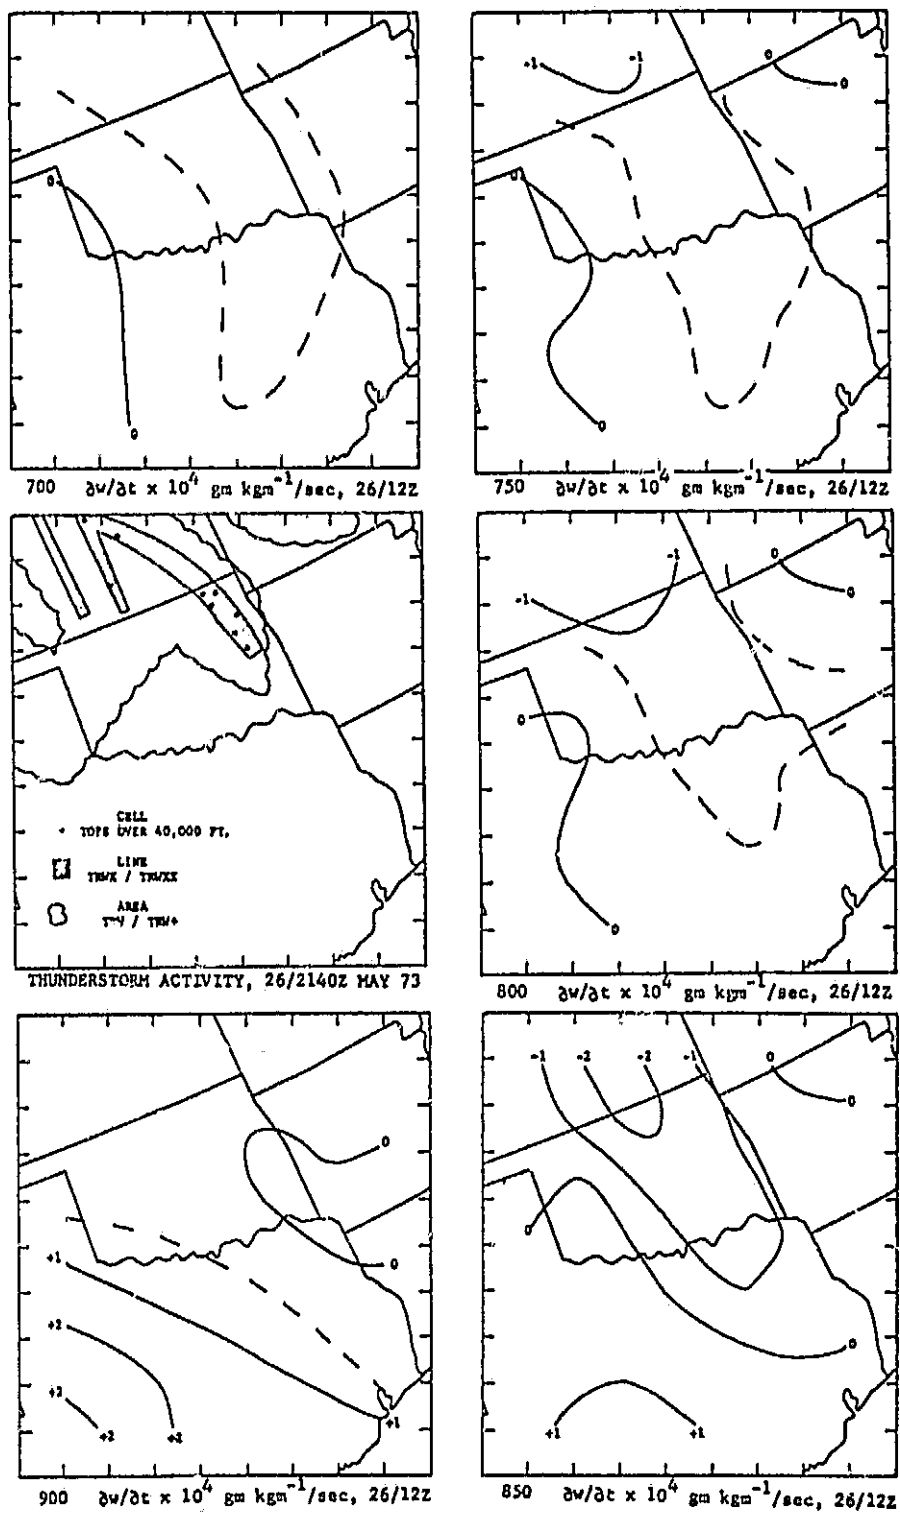 0
0
700 ∂w/∂t x 10⁴ gm kgm⁻¹/sec, 26/12Z
-1
-1
0
0
0
0
750 ∂w/∂t x 10⁴ gm kgm⁻¹/sec, 26/12Z
CELL
TOPS OVER 40,000 FT.
LINE
TRWX / TRWXX
AREA
/ TRW+
THUNDERSTORM ACTIVITY, 26/2140Z MAY 73
-1
-1
0
0
0
0
800 ∂w/∂t x 10⁴ gm kgm⁻¹/sec, 26/12Z
0
0
+1
+2
+1
+2
900 ∂w/∂t x 10⁴ gm kgm⁻¹/sec, 26/12Z
-1
-2
-2
-1
0
0
0
0
+1
+1
850 ∂w/∂t x 10⁴ gm kgm⁻¹/sec, 26/12Z